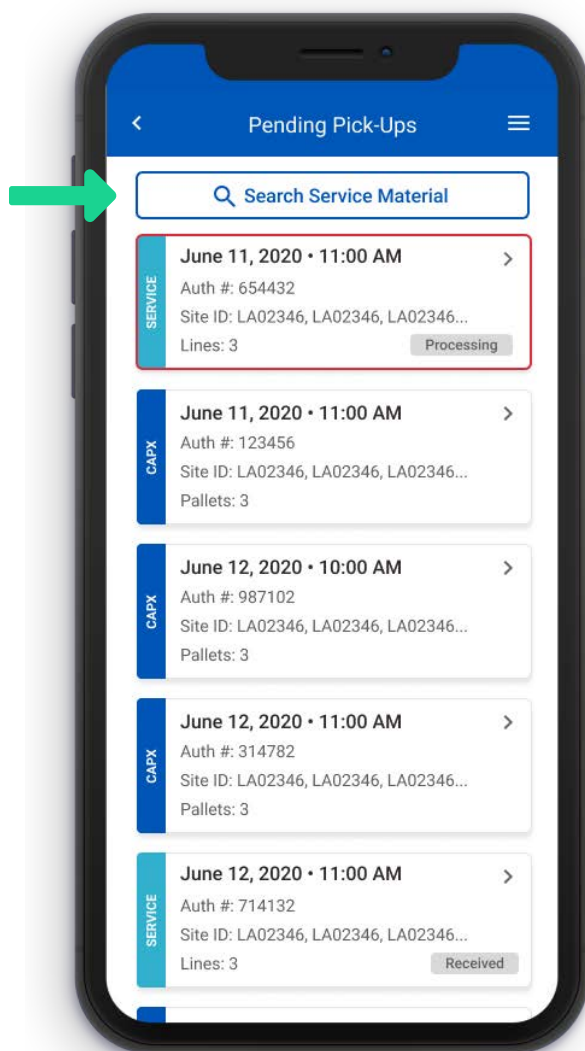 Pending Pick-Ups
Search Service Material
SERVICE
June 11, 2020 • 11:00 AM
Auth #: 654432
Site ID: LA02346, LA02346, LA02346...
Lines: 3
Processing
CAPX
June 11, 2020 • 11:00 AM
Auth #: 123456
Site ID: LA02346, LA02346, LA02346...
Pallets: 3
CAPX
June 12, 2020 • 10:00 AM
Auth #: 987102
Site ID: LA02346, LA02346, LA02346...
Pallets: 3
CAPX
June 12, 2020 • 11:00 AM
Auth #: 314782
Site ID: LA02346, LA02346, LA02346...
Pallets: 3
SERVICE
June 12, 2020 • 11:00 AM
Auth #: 714132
Site ID: LA02346, LA02346, LA02346...
Lines: 3
Received